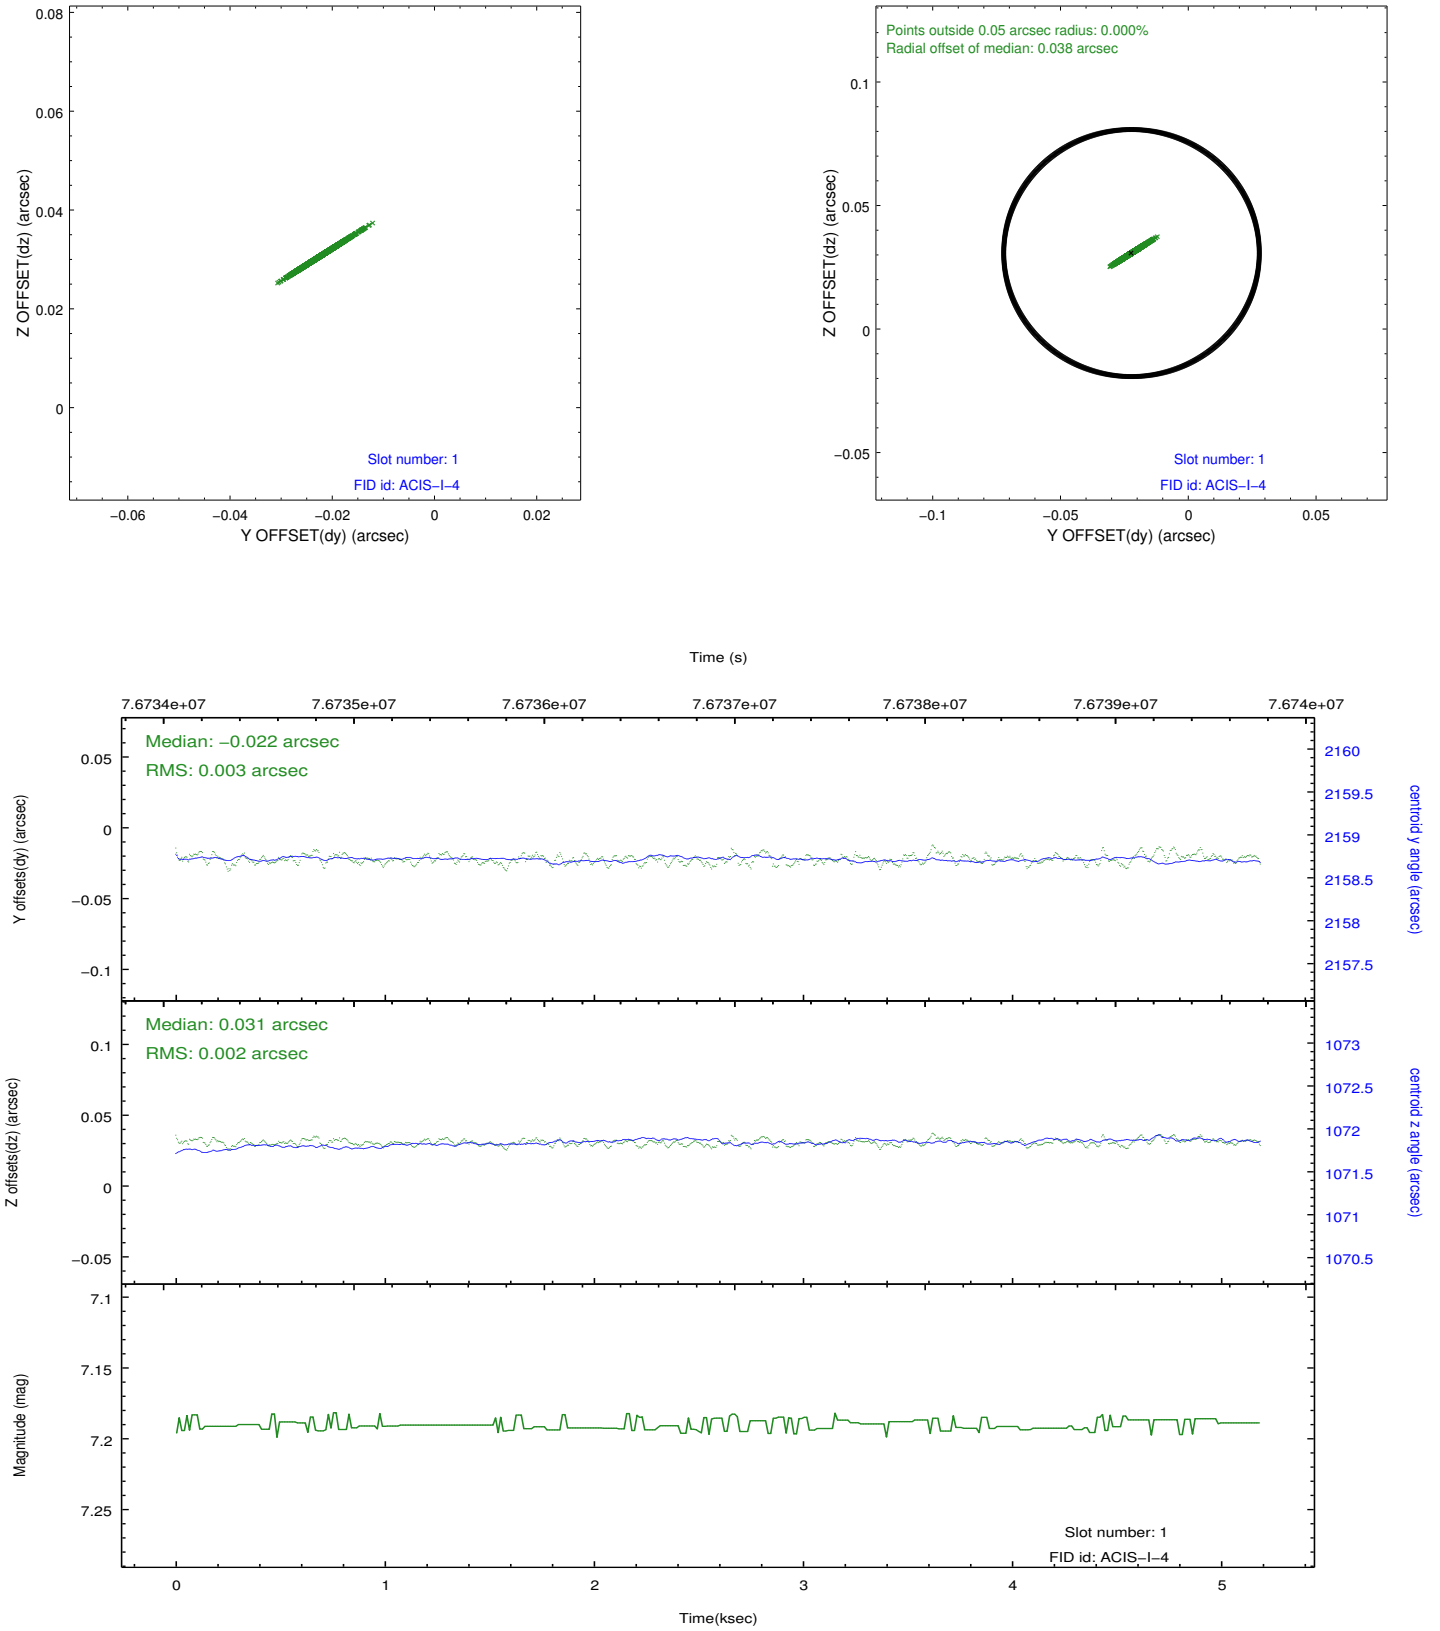 0.08
0.06
0.04
0.02
0
Z OFFSET(dz) (arcsec)
Slot number: 1
FID id: ACIS−I−4
−0.06 −0.04 −0.02 0 0.02
Y OFFSET(dy) (arcsec)
Points outside 0.05 arcsec radius: 0.000%
Radial offset of median: 0.038 arcsec
0.1
0.05
0
−0.05
Z OFFSET(dz) (arcsec)
Slot number: 1
FID id: ACIS−I−4
−0.1 −0.05 0 0.05
Y OFFSET(dy) (arcsec)
Time (s)
7.6734e+07 7.6735e+07 7.6736e+07 7.6737e+07 7.6738e+07 7.6739e+07 7.674e+07
Median: −0.022 arcsec
RMS: 0.003 arcsec
0.05
0
−0.05
−0.1
Y offsets(dy) (arcsec)
2160
2159.5
2159
2158.5
2158
2157.5
centroid y angle (arcsec)
Median: 0.031 arcsec
RMS: 0.002 arcsec
0.1
0.05
0
−0.05
Z offsets(dz) (arcsec)
1073
1072.5
1072
1071.5
1071
1070.5
centroid z angle (arcsec)
7.1
7.15
7.2
7.25
Magnitude (mag)
Slot number: 1
FID id: ACIS−I−4
0 1 2 3 4 5
Time(ksec)